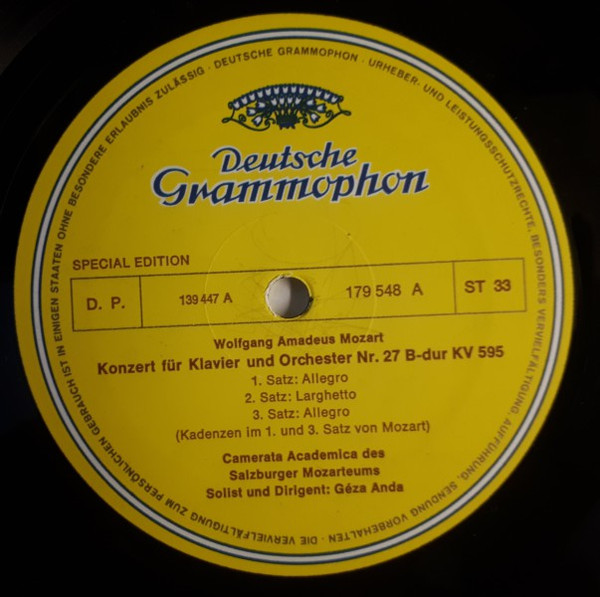 DEUTSCHE GRAMMOPHON · URHEBER- UND LEISTUNGSSCHUTZRECHTE, BESONDERS VERVIELFÄLTIGUNG, AUFFÜHRUNG, SENDUNG VORBEHALTEN · DIE VERVIELFÄLTIGUNG ZUM PERSÖNLICHEN GEBRAUCH IST IN EINIGEN STAATEN OHNE BESONDERE ERLAUBNIS ZULÄSSIG ·
Deutsche
Grammophon
SPECIAL EDITION
D. P. 139 447 A 179 548 A ST 33
Wolfgang Amadeus Mozart
Konzert für Klavier und Orchester Nr. 27 B-dur KV 595
1. Satz: Allegro
2. Satz: Larghetto
3. Satz: Allegro
(Kadenzen im 1. und 3. Satz von Mozart)
Camerata Academica des
Salzburger Mozarteums
Solist und Dirigent: Géza Anda